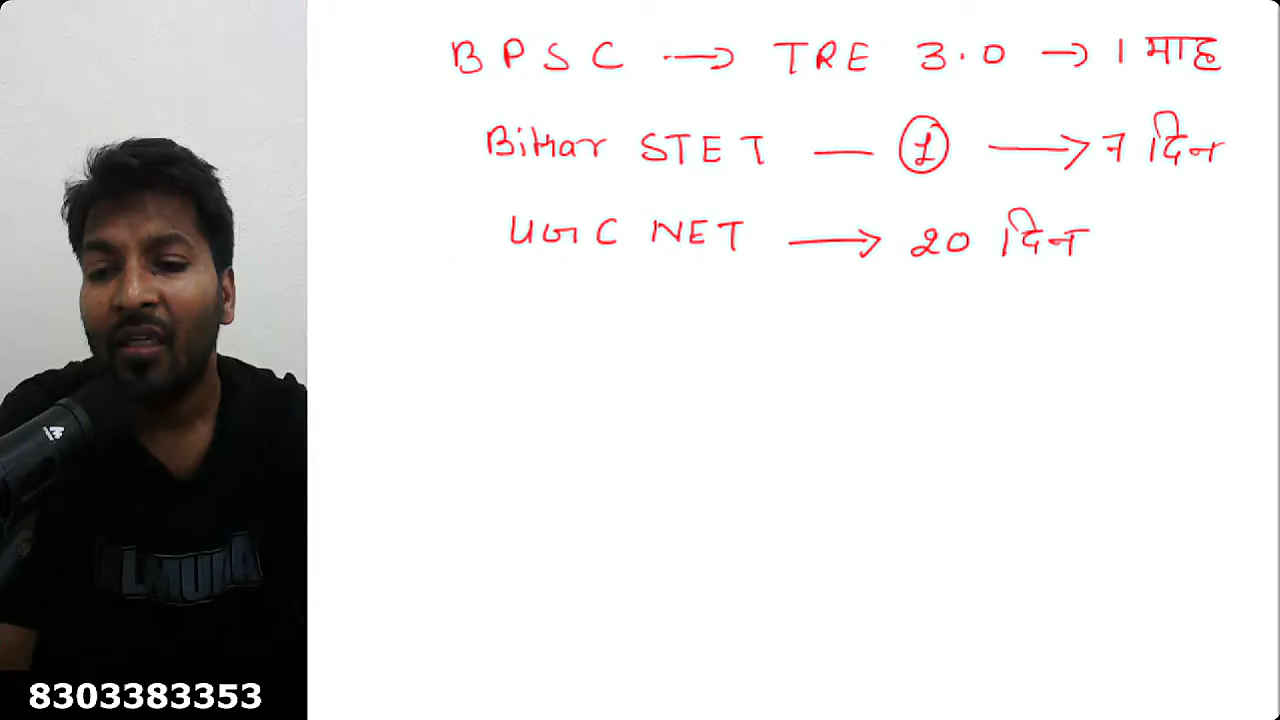 BPSC → TRE 3.0 → 1 माह
Bihar STET — 1 → 7 दिन
UGC NET → 20 दिन
8303383353